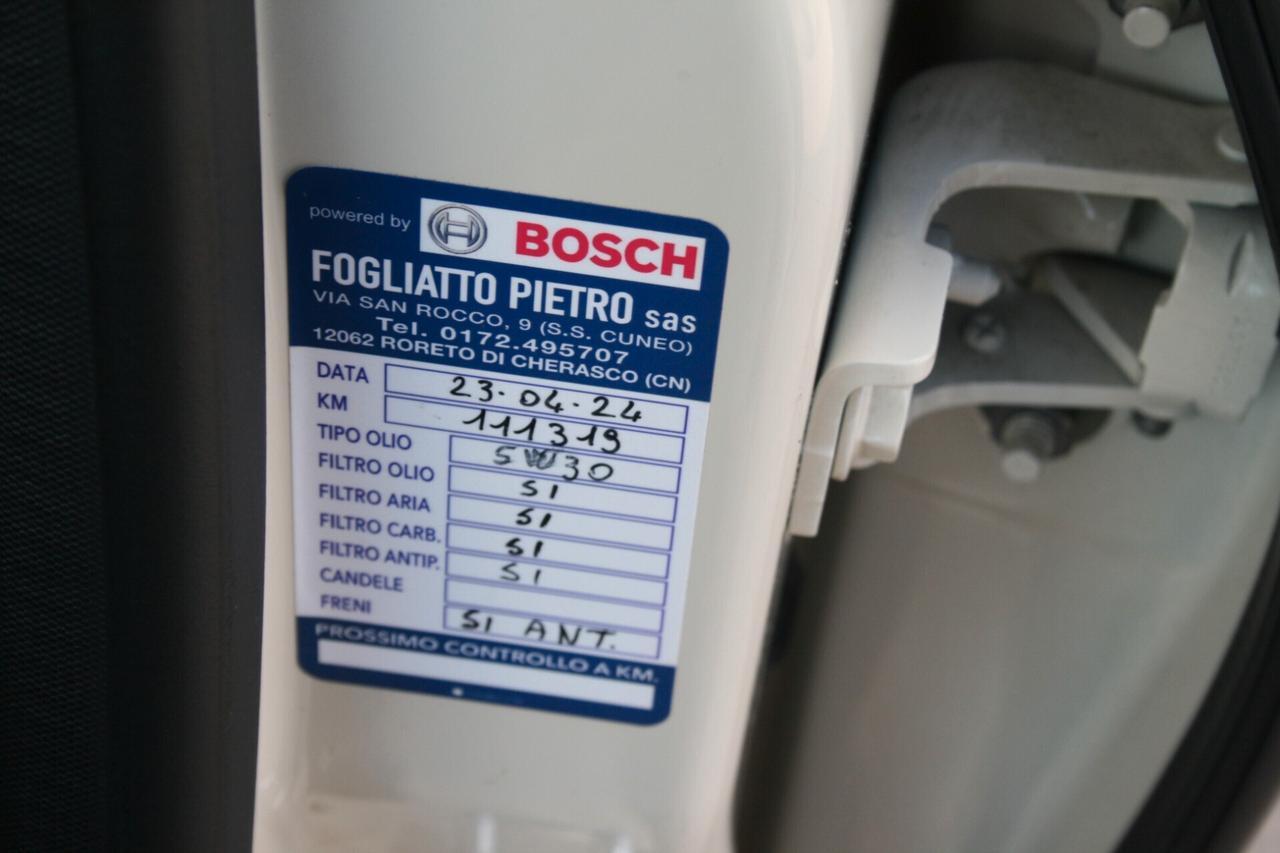 powered by BOSCH
FOGLIATTO PIETRO sas
VIA SAN ROCCO, 9 (S.S. CUNEO)
Tel. 0172.495707
12062 RORETO DI CHERASCO (CN)
DATA 23-04-24
KM 111319
TIPO OLIO 5W30
FILTRO OLIO SI
FILTRO ARIA SI
FILTRO CARB. SI
FILTRO ANTIP. SI
CANDELE
FRENI SI ANT.
PROSSIMO CONTROLLO A KM.